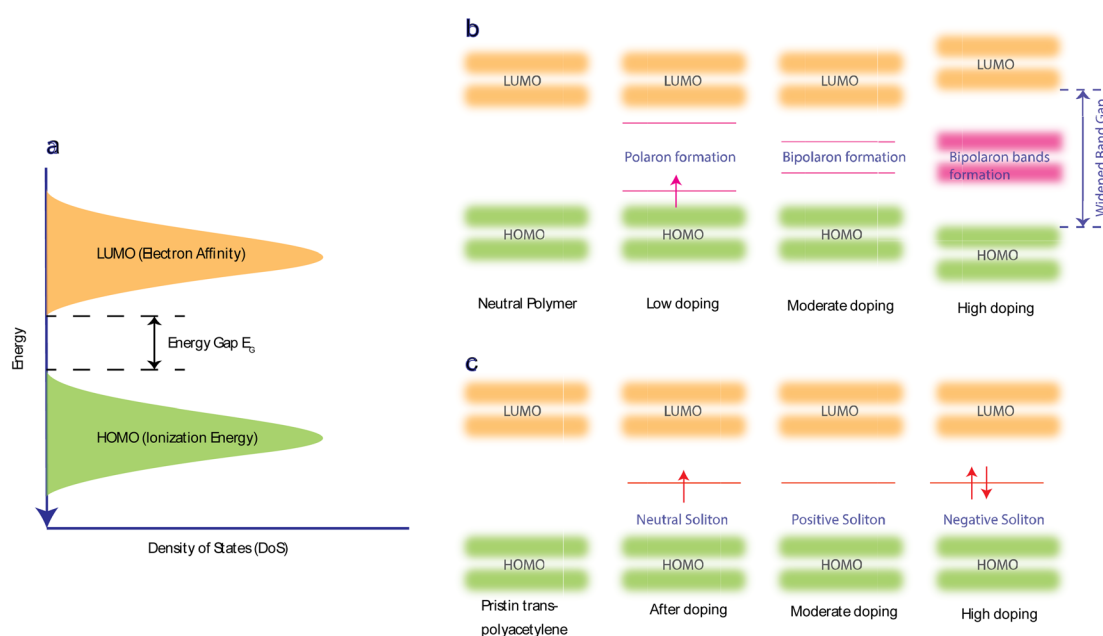 a
LUMO (Electron Affinity)
Energy Gap E_G
HOMO (Ionization Energy)
Energy
Density of States (DoS)
b
LUMO
LUMO
LUMO
LUMO
Polaron formation
Bipolaron formation
Bipolaron bands
formation
Widened Band Gap
HOMO
HOMO
HOMO
HOMO
Neutral Polymer
Low doping
Moderate doping
High doping
c
LUMO
LUMO
LUMO
LUMO
Neutral Soliton
Positive Soliton
Negative Soliton
HOMO
HOMO
HOMO
HOMO
Pristin trans-
polyacetylene
After doping
Moderate doping
High doping